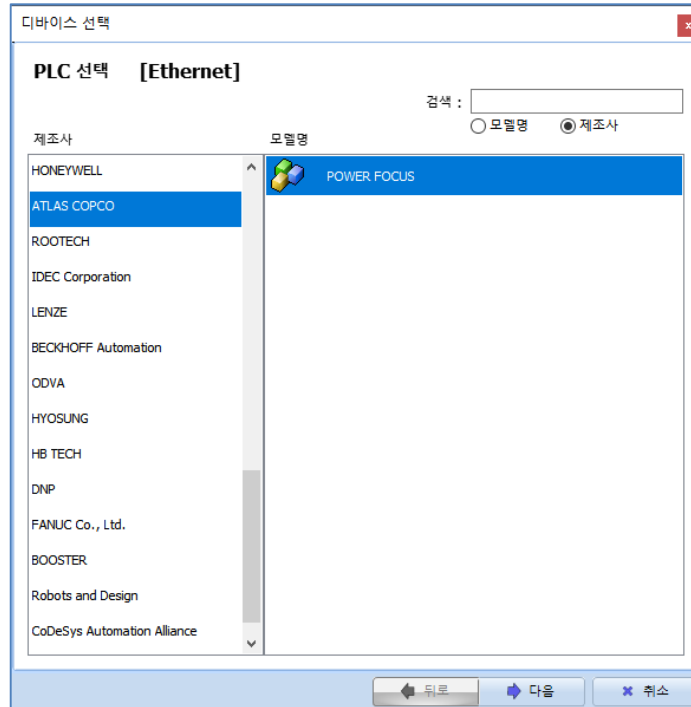 디바이스 선택
PLC 선택 [Ethernet]
검색 :
모델명 제조사
제조사
모델명
HONEYWELL
ATLAS COPCO
ROOTECH
IDEC Corporation
LENZE
BECKHOFF Automation
ODVA
HYOSUNG
HB TECH
DNP
FANUC Co., Ltd.
BOOSTER
Robots and Design
CoDeSys Automation Alliance
POWER FOCUS
뒤로 다음 취소